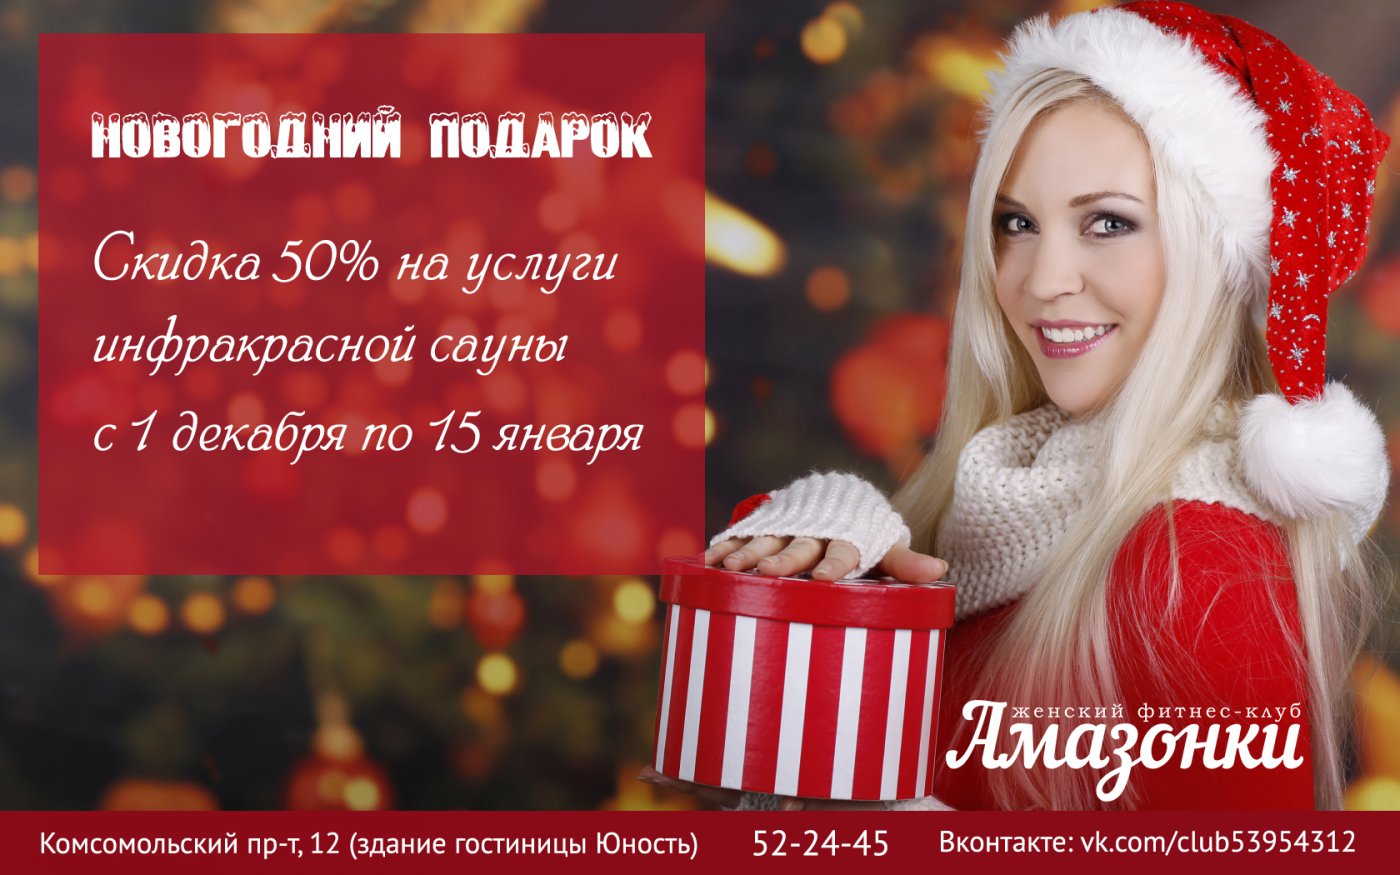 НОВОГОДНИЙ ПОДАРОК
Скидка 50% на услуги
инфракрасной сауны
с 1 декабря по 15 января
женский фитнес-клуб
Амазонки
Комсомольский пр-т, 12 (здание гостиницы Юность) 52-24-45 Вконтакте: vk.com/club53954312